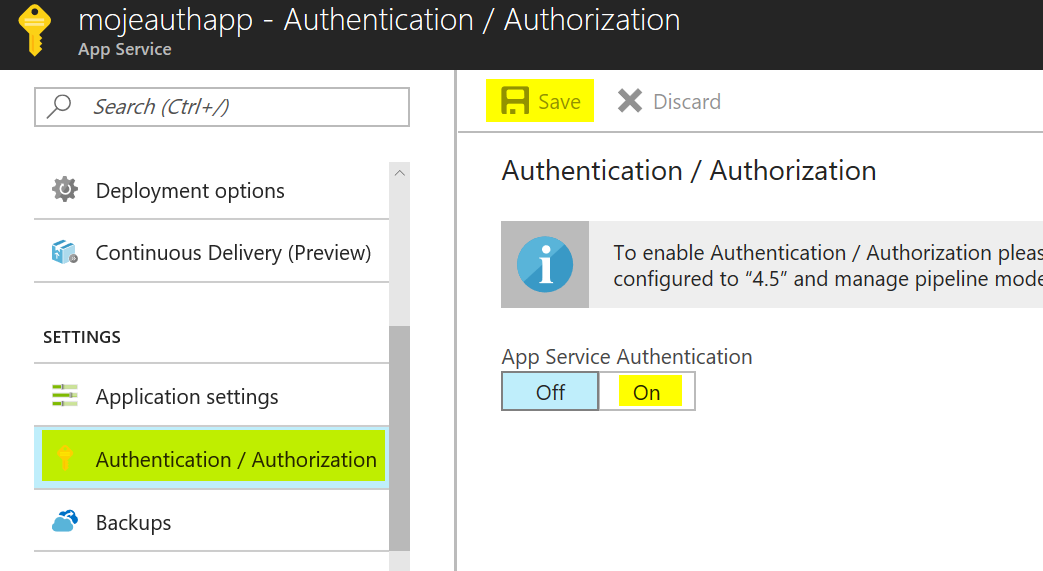 mojeauthapp - Authentication / Authorization
App Service
Search (Ctrl+/)
Deployment options
Continuous Delivery (Preview)
SETTINGS
Application settings
Authentication / Authorization
Backups
Save
Discard
Authentication / Authorization
To enable Authentication / Authorization pleas
configured to “4.5” and manage pipeline mode
App Service Authentication
Off
On